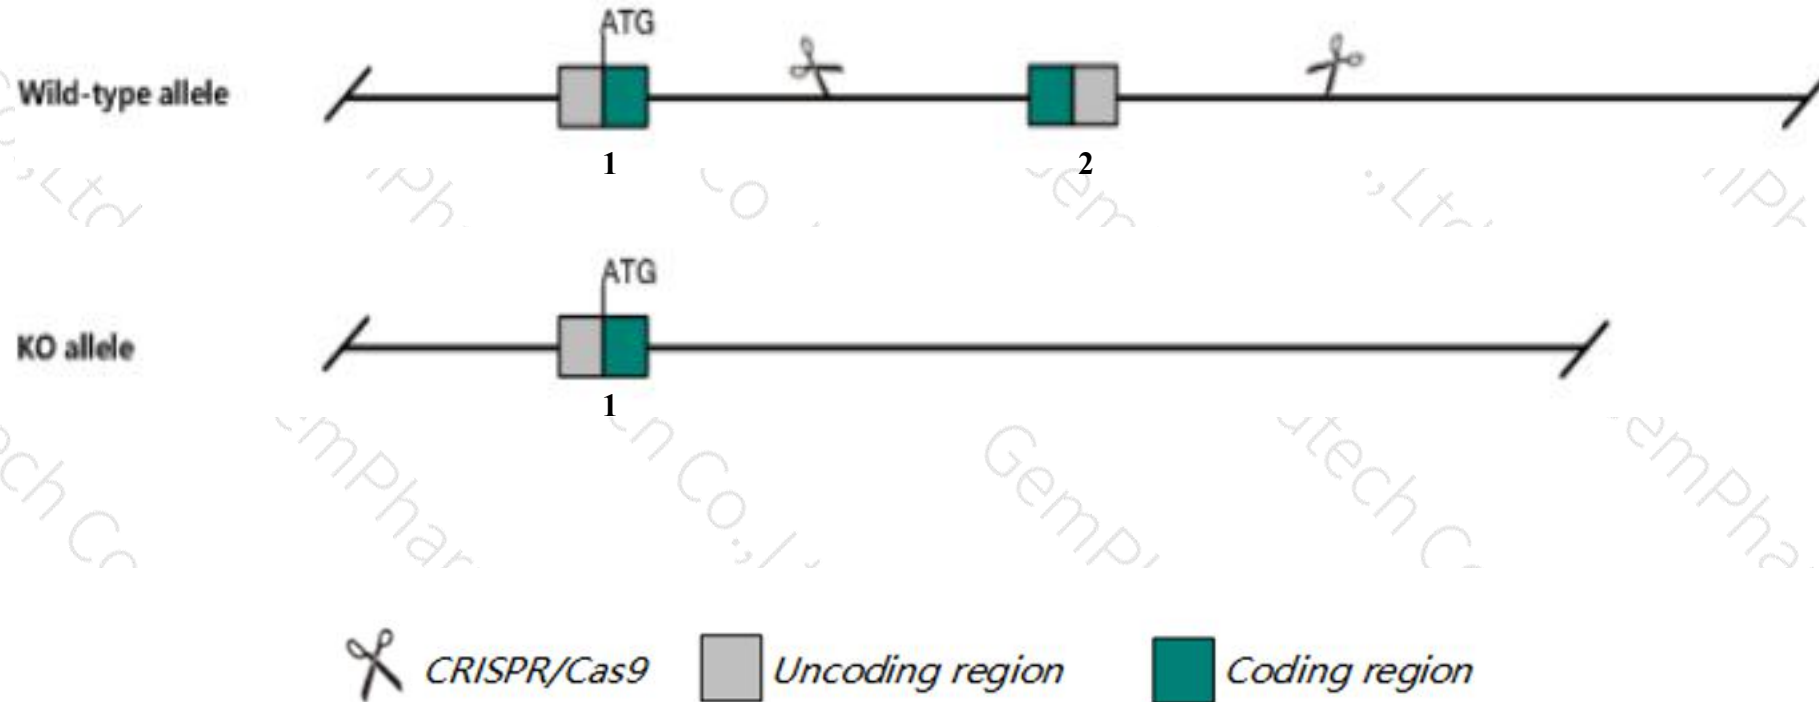 ATG
Wild-type allele
1 2
ATG
KO allele
1
CRISPR/Cas9 Uncoding region Coding region